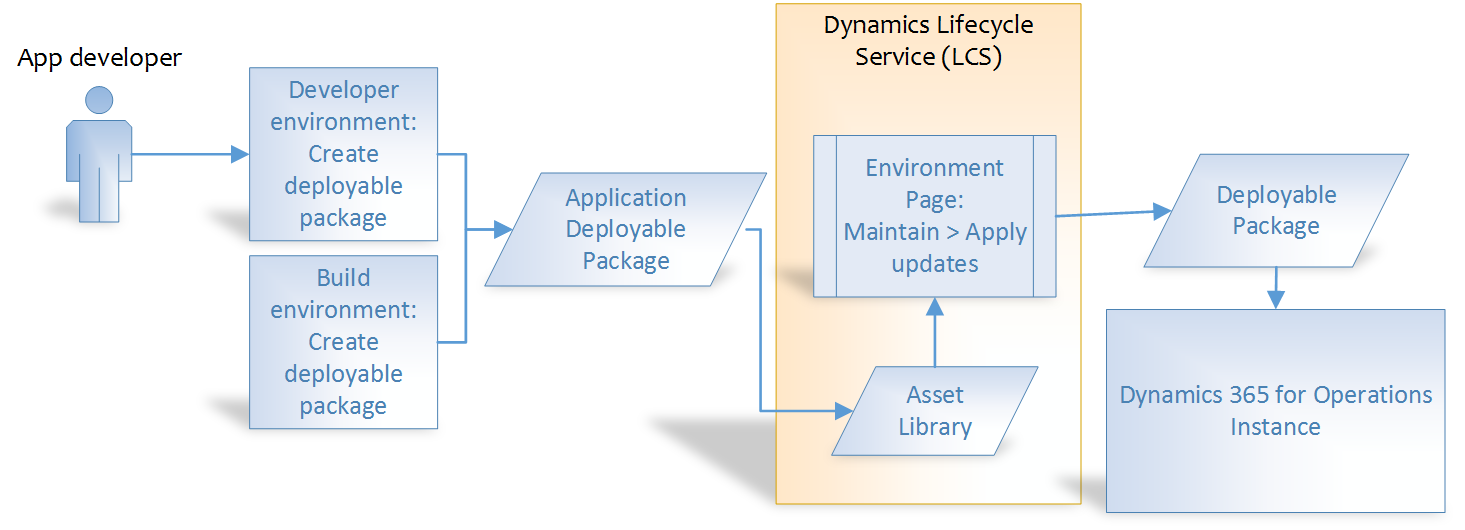 App developer
Developer
environment:
Create
deployable
package
Build
environment:
Create
deployable
package
Application
Deployable
Package
Dynamics Lifecycle
Service (LCS)
Environment
Page:
Maintain > Apply
updates
Asset
Library
Deployable
Package
Dynamics 365 for Operations
Instance